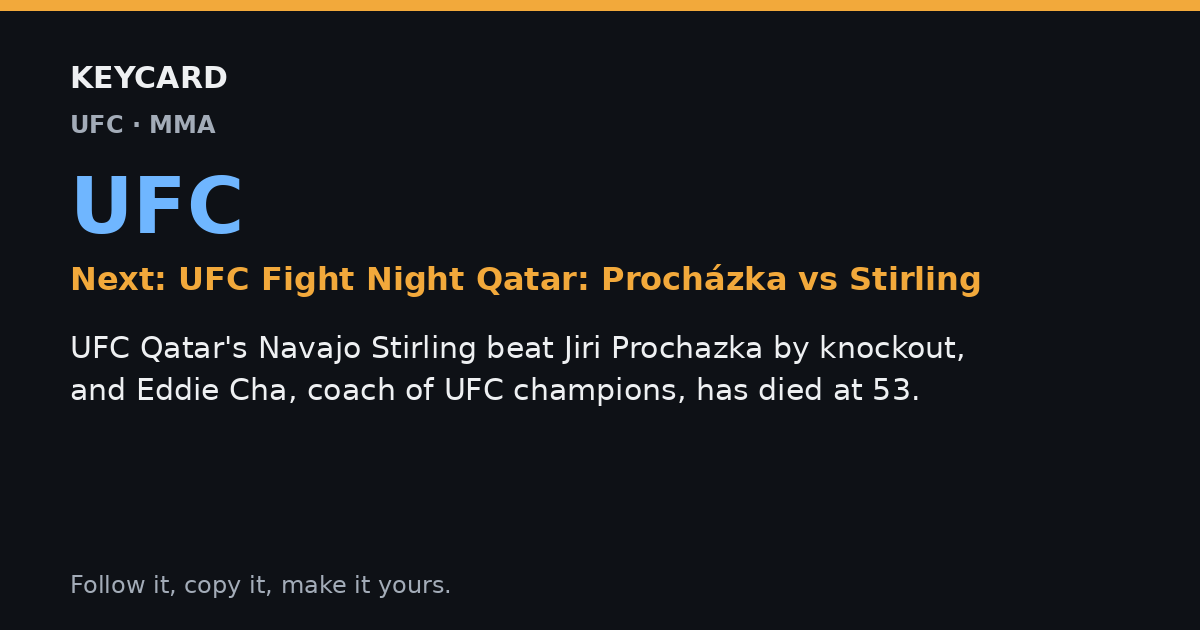 KEYCARD
UFC · MMA
UFC
Next: UFC Fight Night Qatar: Procházka vs Stirling
UFC Qatar's Navajo Stirling beat Jiri Prochazka by knockout,
and Eddie Cha, coach of UFC champions, has died at 53.
Follow it, copy it, make it yours.